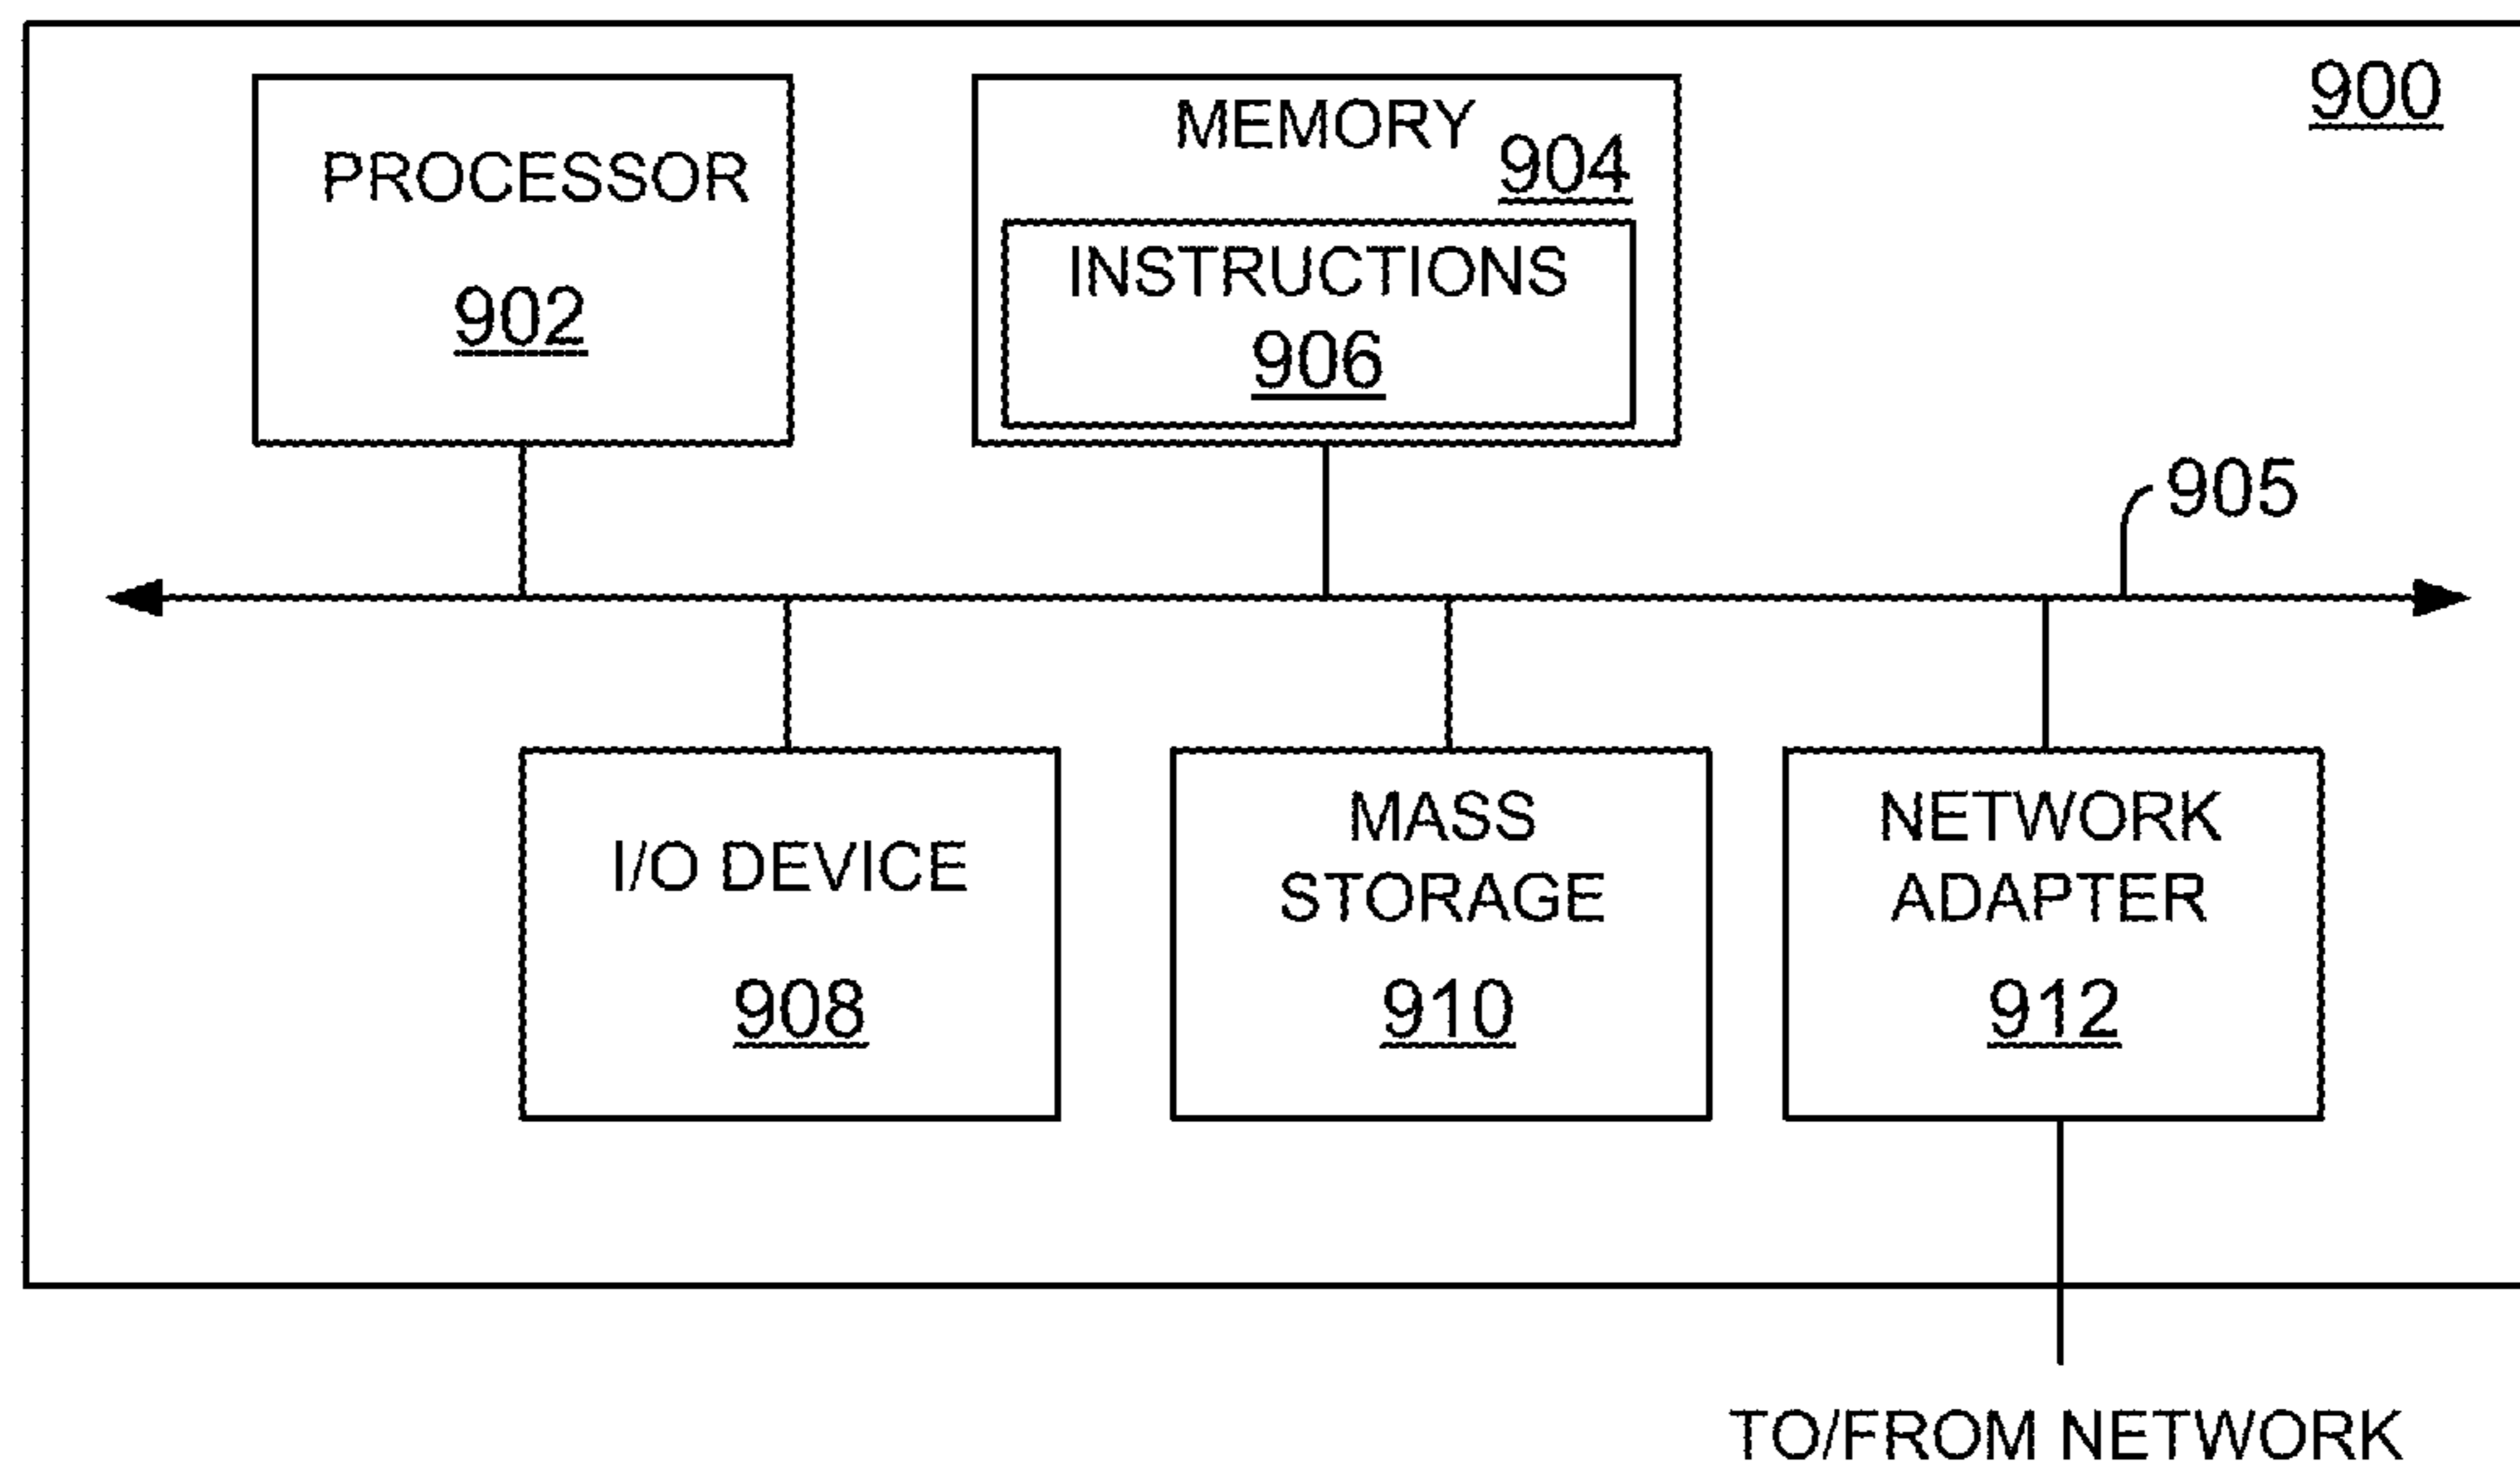 900
PROCESSOR
902
MEMORY
904
INSTRUCTIONS
906
905
I/O DEVICE
908
MASS
STORAGE
910
NETWORK
ADAPTER
912
TO/FROM NETWORK